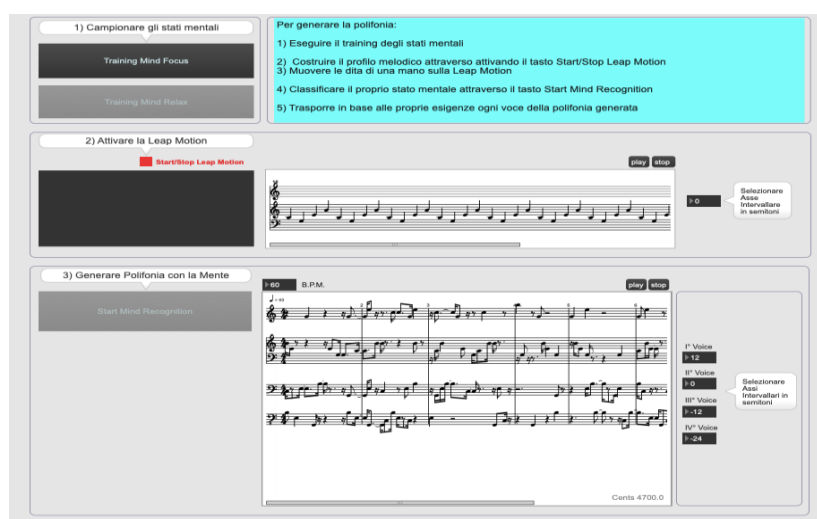 1) Campionare gli stati mentali
Training Mind Focus
Training Mind Relax
Per generare la polifonia:
1) Eseguire il training degli stati mentali
2) Costruire il profilo melodico attraverso attivando il tasto Start/Stop Leap Motion
3) Muovere le dita di una mano sulla Leap Motion
4) Classificare il proprio stato mentale attraverso il tasto Start Mind Recognition
5) Trasporre in base alle proprie esigenze ogni voce della polifonia generata
2) Attivare la Leap Motion
Start/Stop Leap Motion
play stop
0
Selezionare
Asse
Intervallare
in semitoni
3) Generare Polifonia con la Mente
Start Mind Recognition
60 B.P.M.
play stop
I° Voice
12
II° Voice
0
III° Voice
-12
IV° Voice
-24
Selezionare
Assi
Intervallari in
semitoni
Cents 4700.0